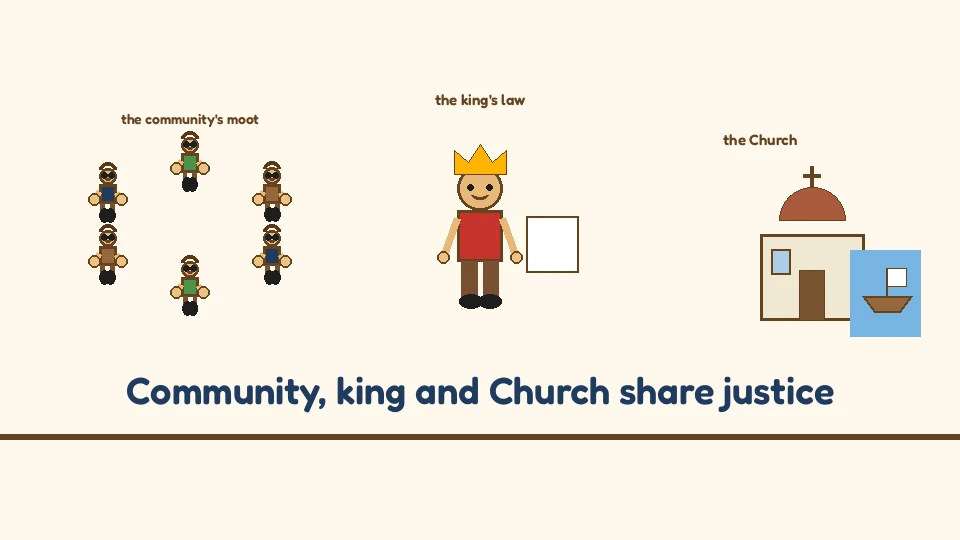 the community's moot
the king's law
the Church
Community, king and Church share justice